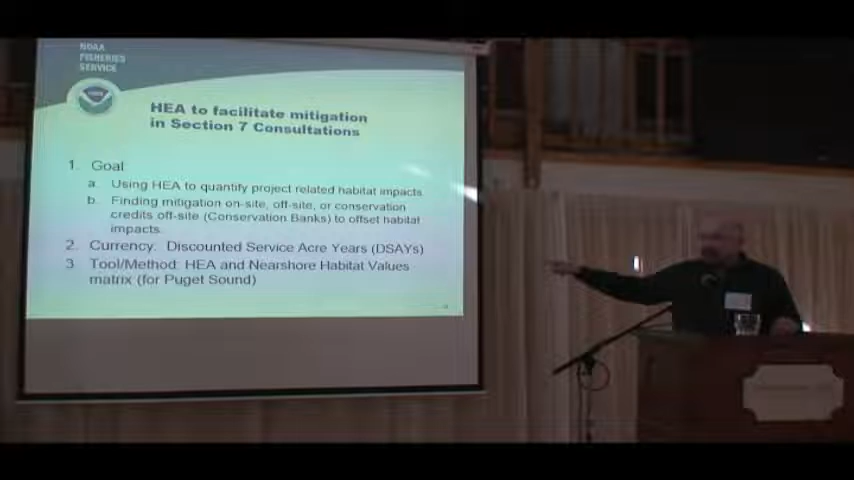 NOAA
FISHERIES
SERVICE
HEA to facilitate mitigation
in Section 7 Consultations
1. Goal
a. Using HEA to quantify project related habitat impacts.
b. Finding mitigation on-site, off-site, or conservation
credits off-site (Conservation Banks) to offset habitat
impacts.
2. Currency: Discounted Service Acre Years (DSAYs)
3. Tool/Method: HEA and Nearshore Habitat Values
matrix (for Puget Sound)